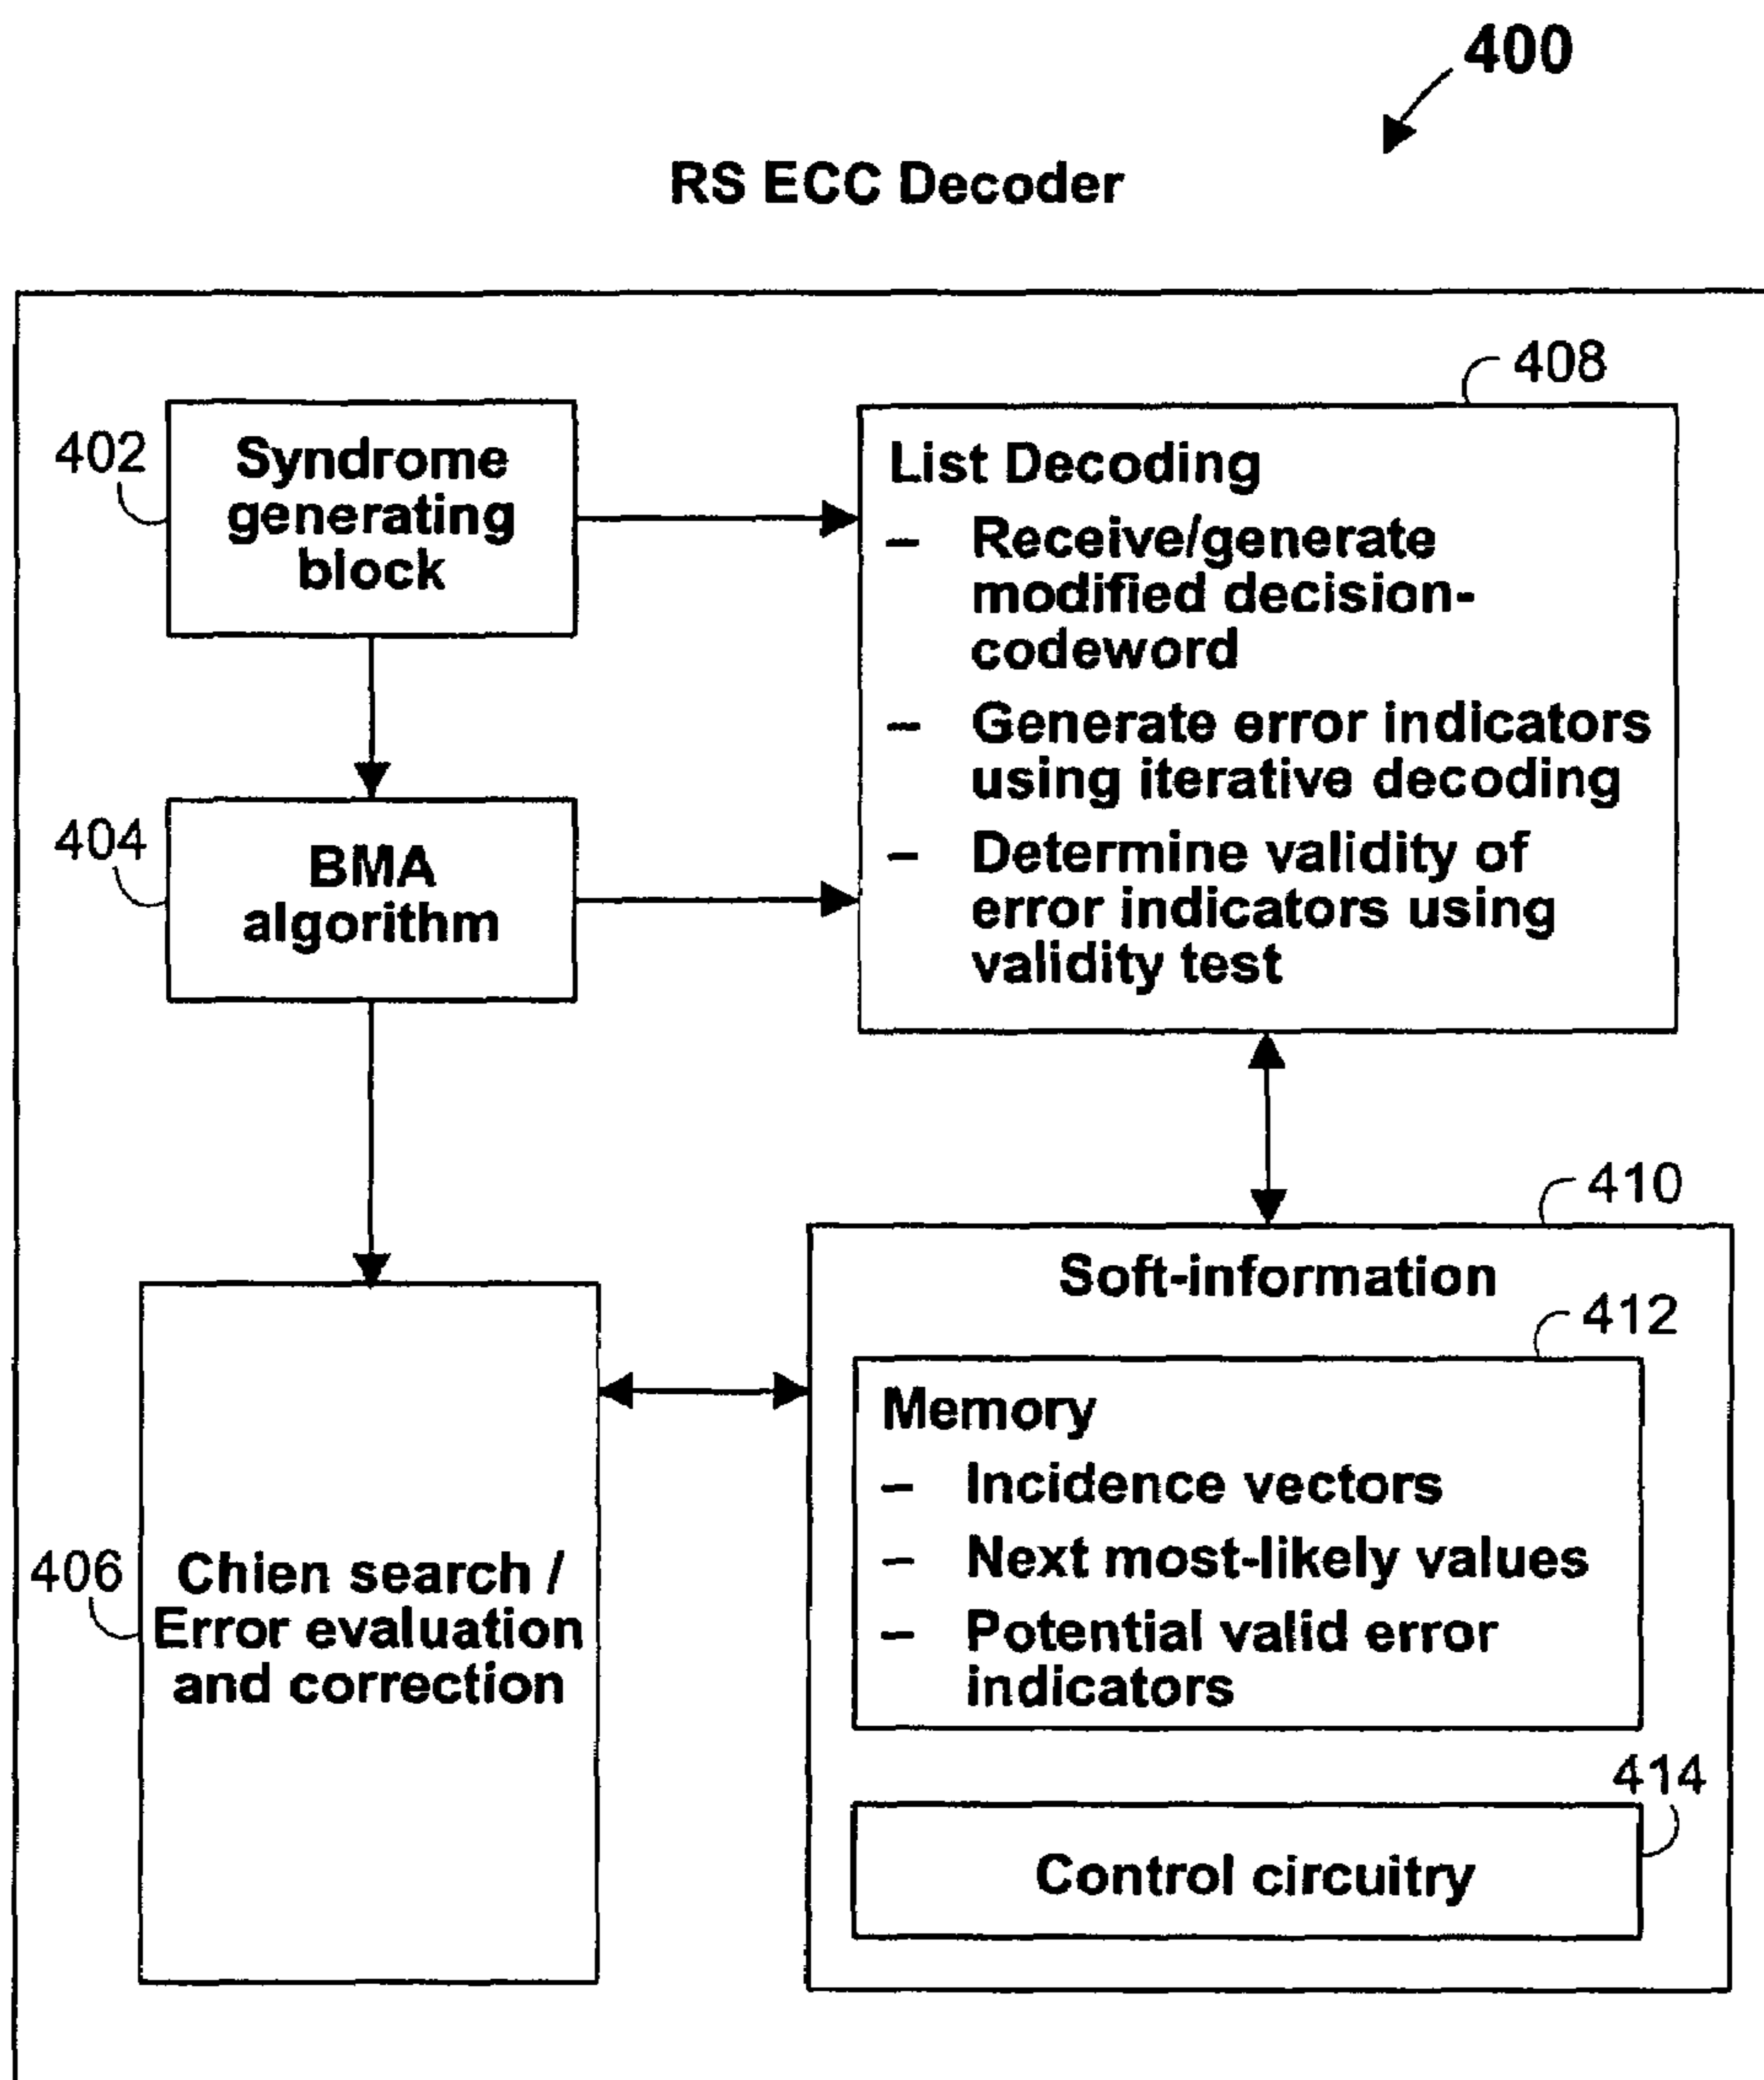 400
RS ECC Decoder
402
Syndrome
generating
block
408
List Decoding
– Receive/generate
modified decision-
codeword
– Generate error indicators
using iterative decoding
– Determine validity of
error indicators using
validity test
404
BMA
algorithm
410
Soft-information
412
Memory
– Incidence vectors
– Next most-likely values
– Potential valid error
indicators
414
Control circuitry
406
Chien search /
Error evaluation
and correction